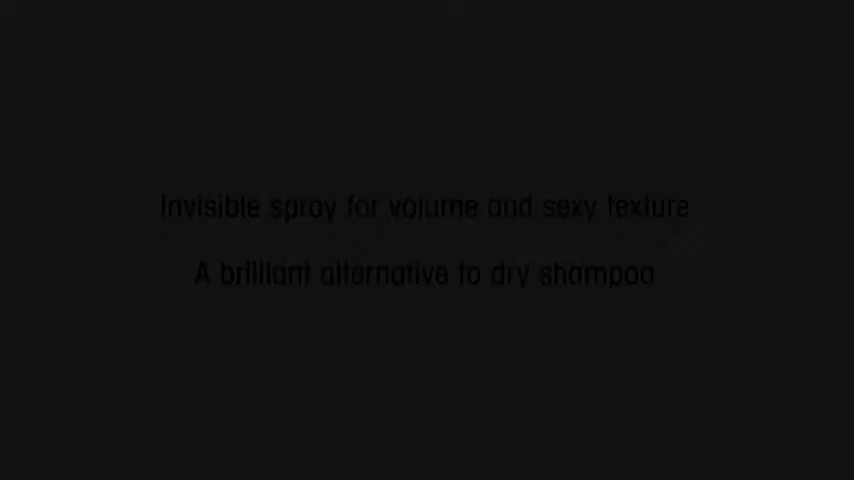 Invisible spray for volume and sexy texture
A brilliant alternative to dry shampoo